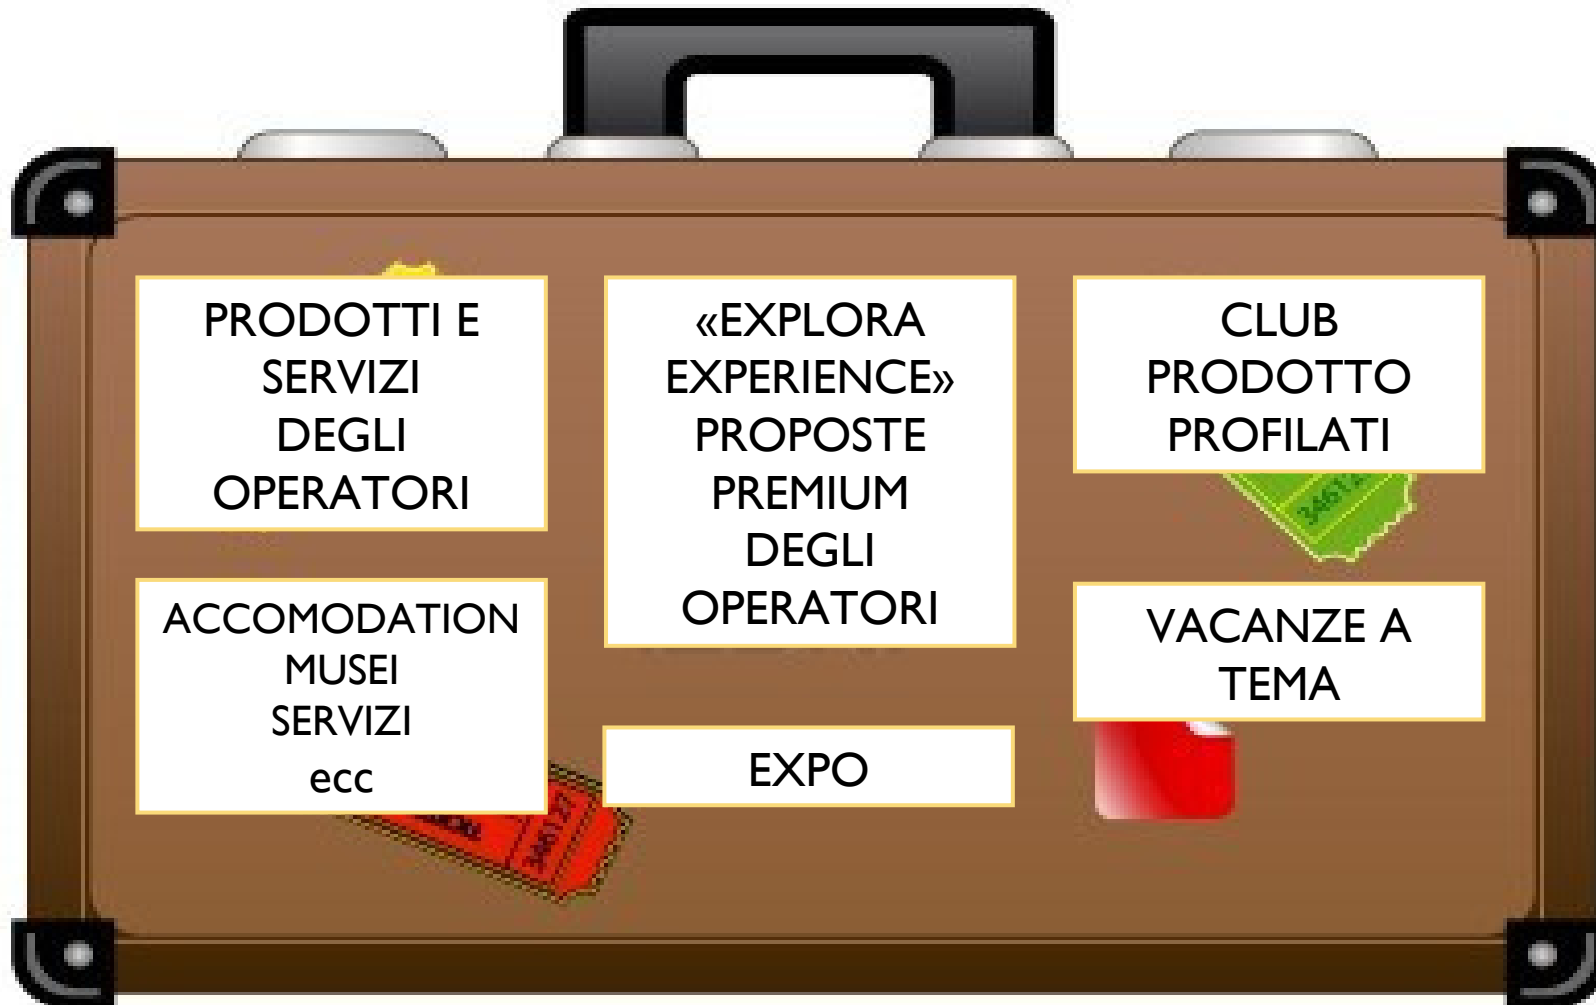 PRODOTTI E
SERVIZI
DEGLI
OPERATORI
ACCOMODATION
MUSEI
SERVIZI
ecc
«EXPLORA
EXPERIENCE»
PROPOSTE
PREMIUM
DEGLI
OPERATORI
EXPO
CLUB
PRODOTTO
PROFILATI
VACANZE A
TEMA
346127